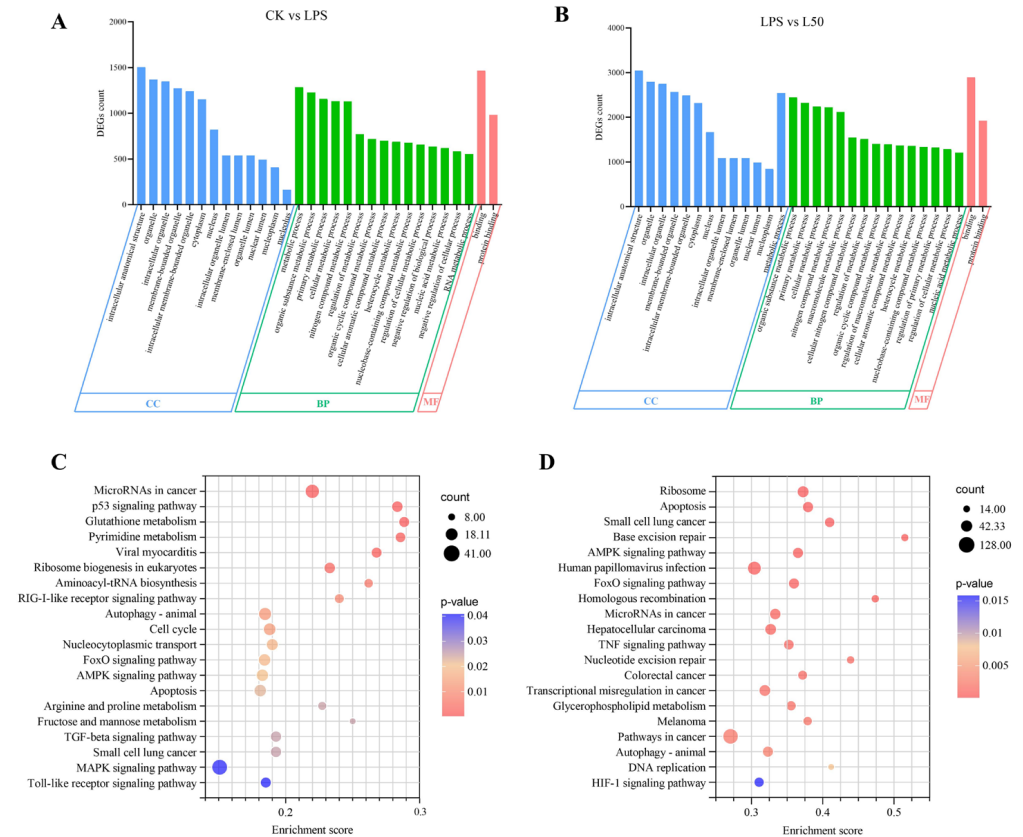 A
CK vs LPS
DEGs count
2000
1500
1000
500
0
intracellular anatomical structure
organelle
intracellular organelle
membrane-bounded organelle
intracellular membrane-bounded organelle
cytoplasm
nucleus
intracellular organelle lumen
membrane-enclosed lumen
organelle lumen
nuclear lumen
nucleoplasm
nucleolus
metabolic process
organic substance metabolic process
primary metabolic process
cellular metabolic process
nitrogen compound metabolic process
regulation of metabolic process
organic cyclic compound metabolic process
cellular aromatic compound metabolic process
heterocycle metabolic process
nucleobase-containing compound metabolic process
regulation of cellular metabolic process
negative regulation of biological process
nucleic acid metabolic process
negative regulation of cellular process
RNA metabolic process
binding
protein binding
CC
BP
MF
B
LPS vs L50
DEGs count
4000
3000
2000
1000
0
intracellular anatomical structure
organelle
intracellular organelle
membrane-bounded organelle
intracellular membrane-bounded organelle
cytoplasm
nucleus
intracellular organelle lumen
membrane-enclosed lumen
organelle lumen
nuclear lumen
nucleoplasm
metabolic process
organic substance metabolic process
primary metabolic process
cellular metabolic process
nitrogen compound metabolic process
macromolecule metabolic process
cellular nitrogen compound metabolic process
regulation of metabolic process
organic cyclic compound metabolic process
regulation of macromolecule metabolic process
cellular aromatic compound metabolic process
heterocycle metabolic process
nucleobase-containing compound metabolic process
regulation of primary metabolic process
regulation of cellular metabolic process
nucleic acid metabolic process
binding
protein binding
CC
BP
MF
C
MicroRNAs in cancer
p53 signaling pathway
Glutathione metabolism
Pyrimidine metabolism
Viral myocarditis
Ribosome biogenesis in eukaryotes
Aminoacyl-tRNA biosynthesis
RIG-I-like receptor signaling pathway
Autophagy - animal
Cell cycle
Nucleocytoplasmic transport
FoxO signaling pathway
AMPK signaling pathway
Apoptosis
Arginine and proline metabolism
Fructose and mannose metabolism
TGF-beta signaling pathway
Small cell lung cancer
MAPK signaling pathway
Toll-like receptor signaling pathway
0.2
0.3
Enrichment score
count
8.00
18.11
41.00
p-value
0.04
0.03
0.02
0.01
D
Ribosome
Apoptosis
Small cell lung cancer
Base excision repair
AMPK signaling pathway
Human papillomavirus infection
FoxO signaling pathway
Homologous recombination
MicroRNAs in cancer
Hepatocellular carcinoma
TNF signaling pathway
Nucleotide excision repair
Colorectal cancer
Transcriptional misregulation in cancer
Glycerophospholipid metabolism
Melanoma
Pathways in cancer
Autophagy - animal
DNA replication
HIF-1 signaling pathway
0.3
0.4
0.5
Enrichment score
count
14.00
42.33
128.00
p-value
0.015
0.01
0.005